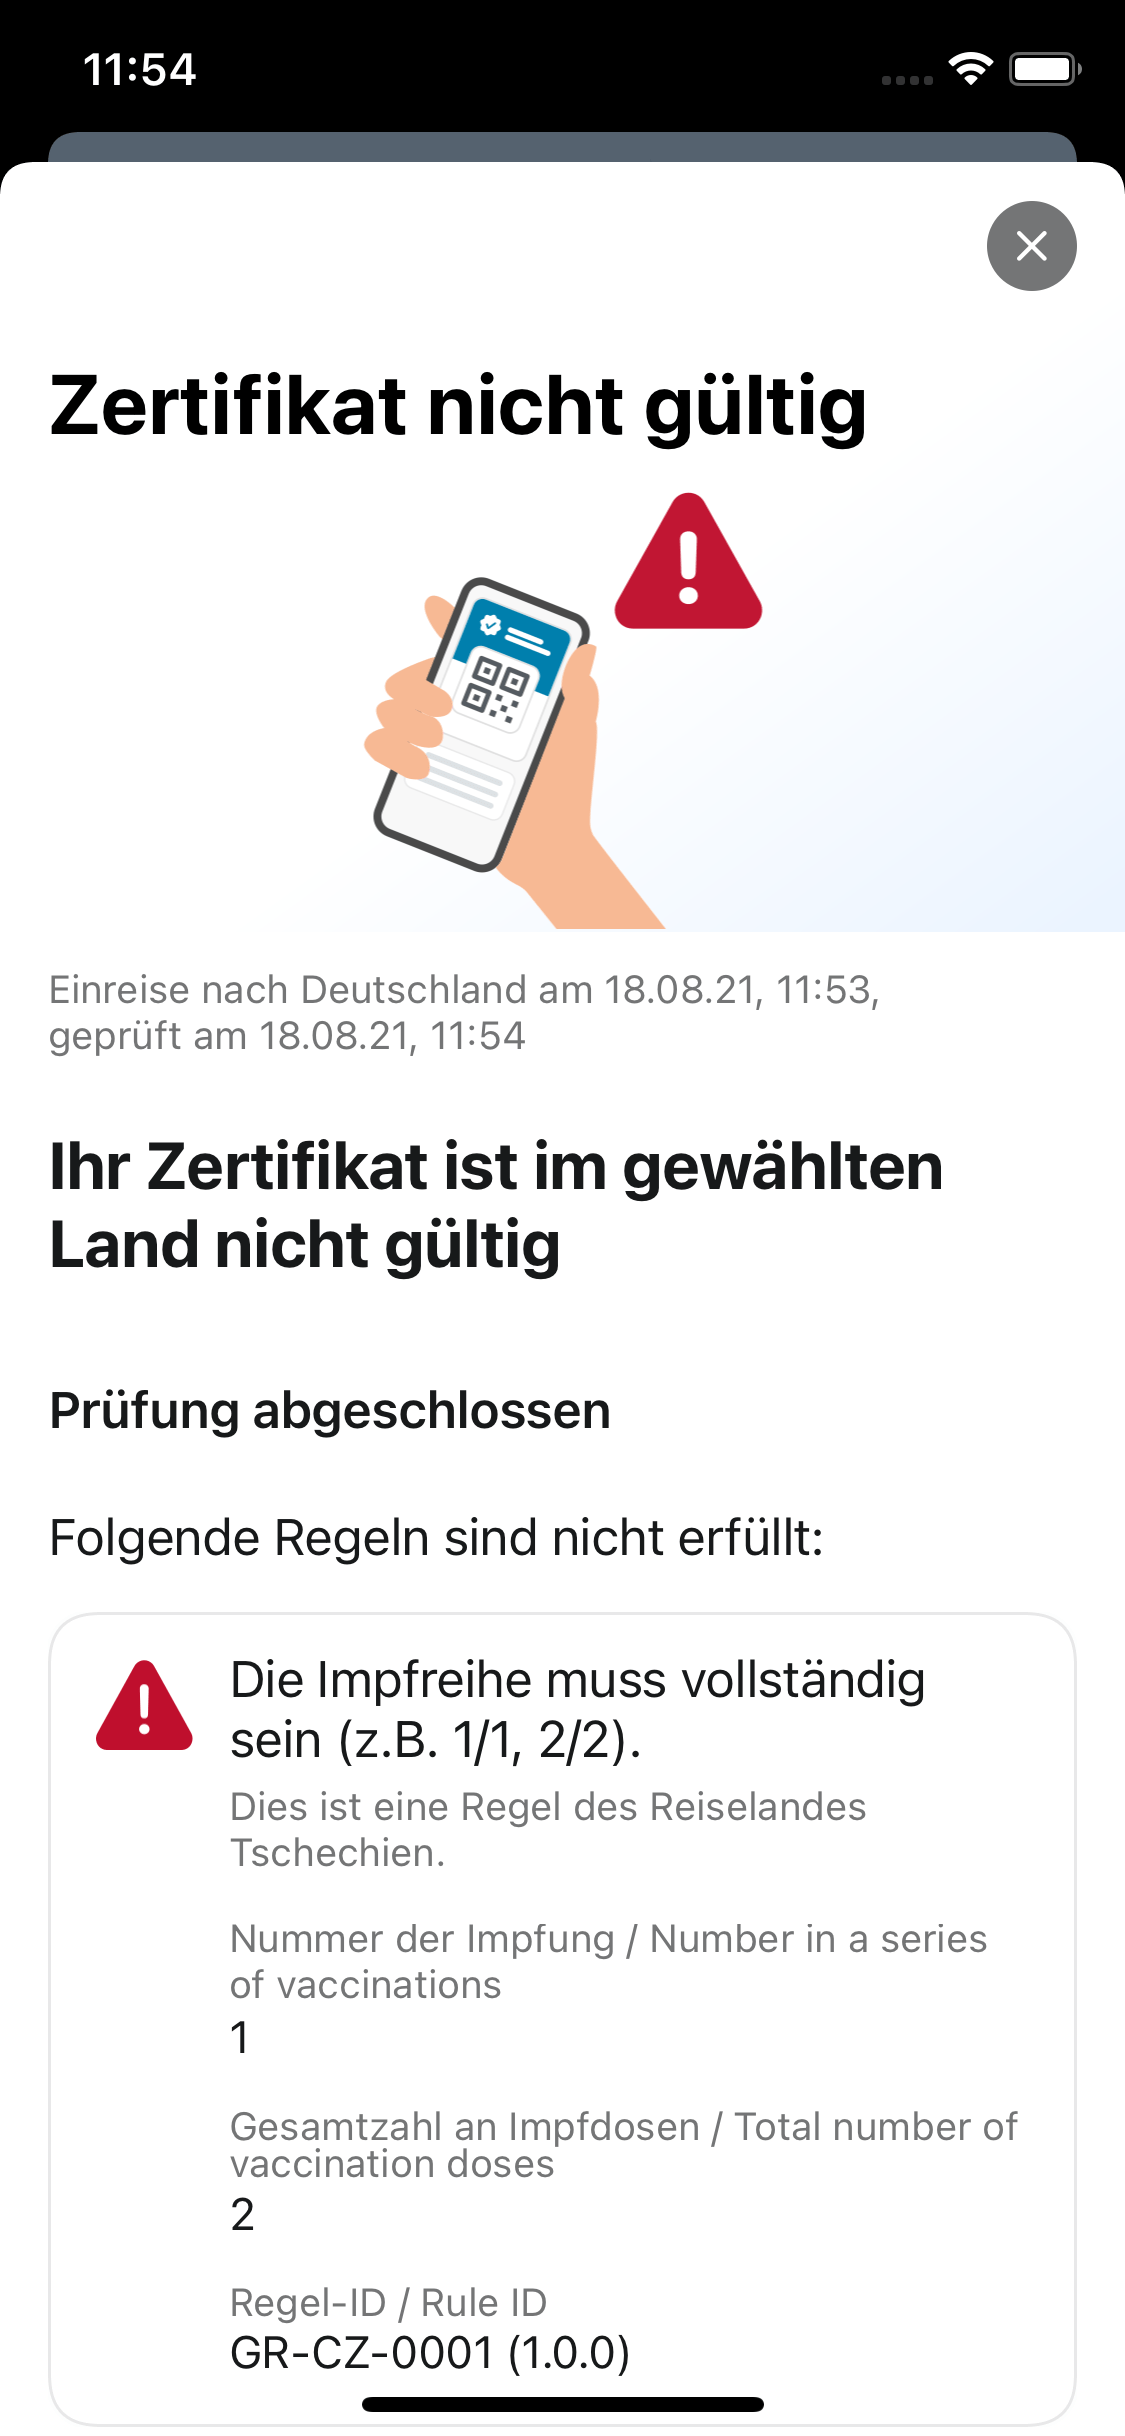 11:54
Zertifikat nicht gültig
Einreise nach Deutschland am 18.08.21, 11:53,
geprüft am 18.08.21, 11:54
Ihr Zertifikat ist im gewählten
Land nicht gültig
Prüfung abgeschlossen
Folgende Regeln sind nicht erfüllt:
Die Impfreihe muss vollständig
sein (z.B. 1/1, 2/2).
Dies ist eine Regel des Reiselandes
Tschechien.
Nummer der Impfung / Number in a series
of vaccinations
1
Gesamtzahl an Impfdosen / Total number of
vaccination doses
2
Regel-ID / Rule ID
GR-CZ-0001 (1.0.0)